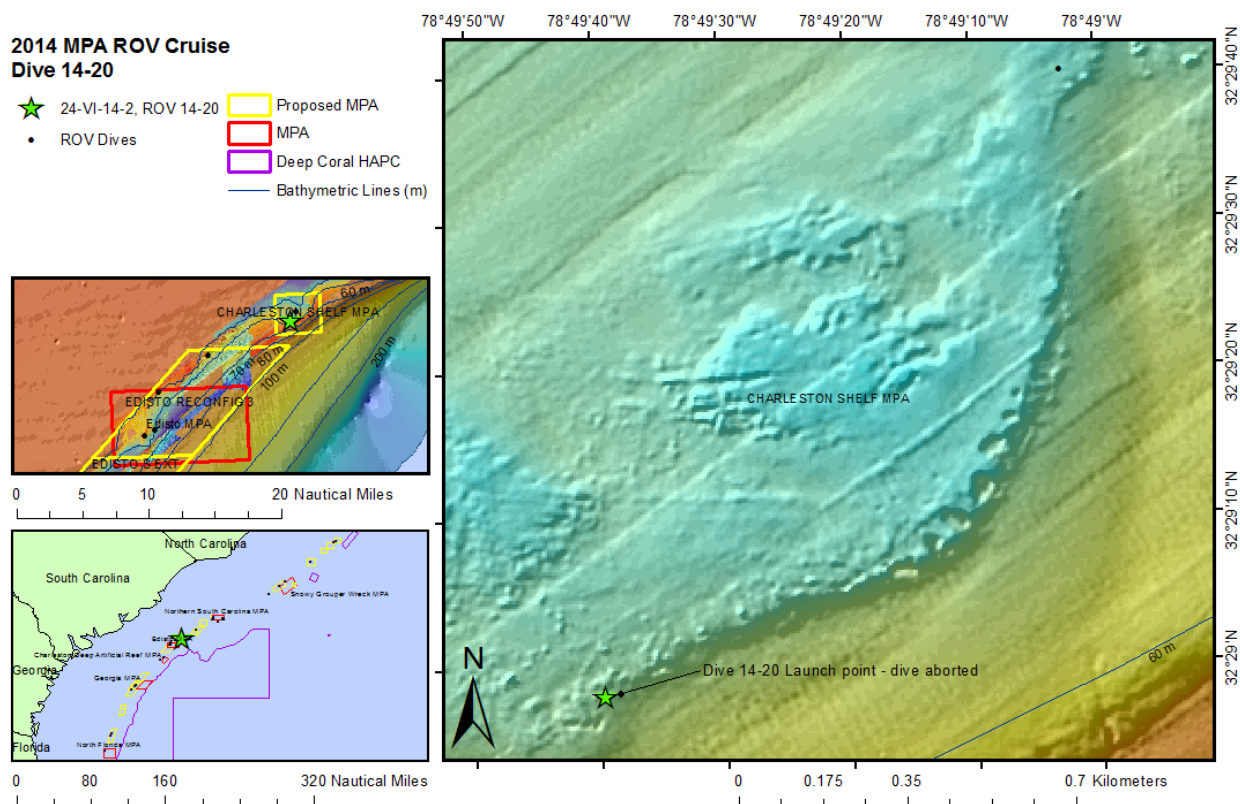 2014 MPA ROV Cruise
Dive 14-20
24-VI-14-2, ROV 14-20
ROV Dives
Proposed MPA
MPA
Deep Coral HAPC
Bathymetric Lines (m)
CHARLESTON SHELF MPA
60 m
70 m
80 m
100 m
200 m
EDISTO RECONFIG 3
Edisto MPA
EDISTO S EXT
0 5 10 20 Nautical Miles
North Carolina
South Carolina
Snowy Grouper Wreck MPA
Northern South Carolina MPA
Charleston Deep Artificial Reef MPA
Georgia
Georgia MPA
Florida
North Florida MPA
0 80 160 320 Nautical Miles
78°49'50"W 78°49'40"W 78°49'30"W 78°49'20"W 78°49'10"W 78°49'W
32°29'40"N
32°29'30"N
32°29'20"N
32°29'10"N
32°29'N
CHARLESTON SHELF MPA
Dive 14-20 Launch point - dive aborted
60 m
N
0 0.175 0.35 0.7 Kilometers